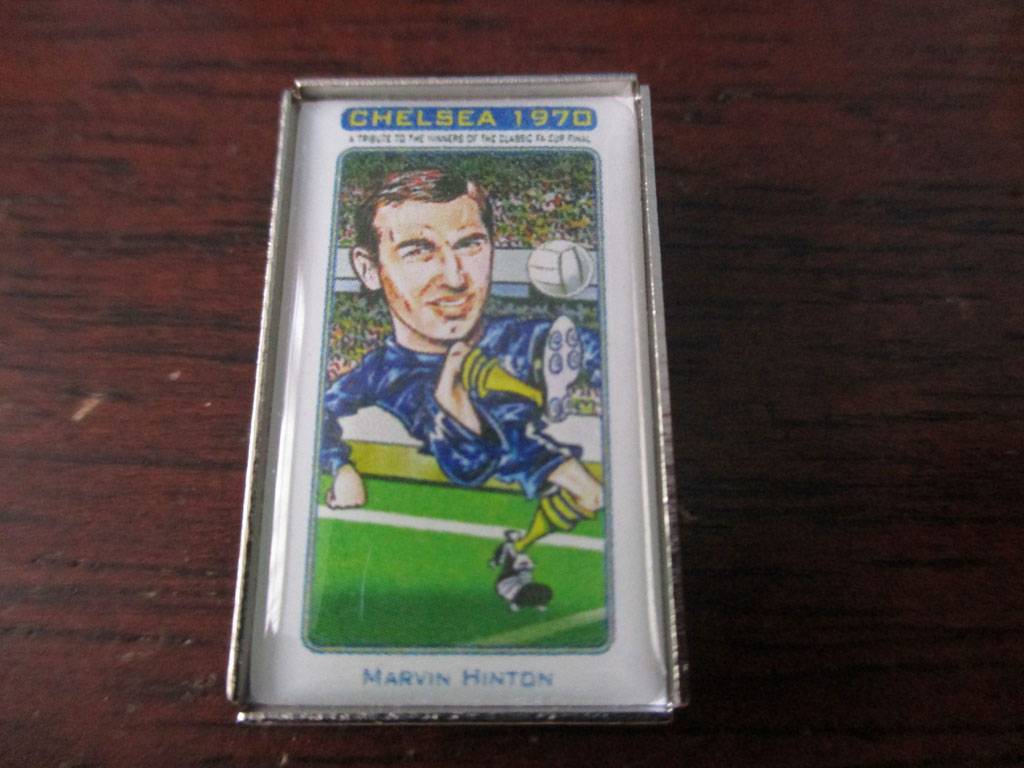 CHELSEA 1970
A TRIBUTE TO THE WINNERS OF THE CLASSIC FA CUP FINAL
MARVIN HINTON